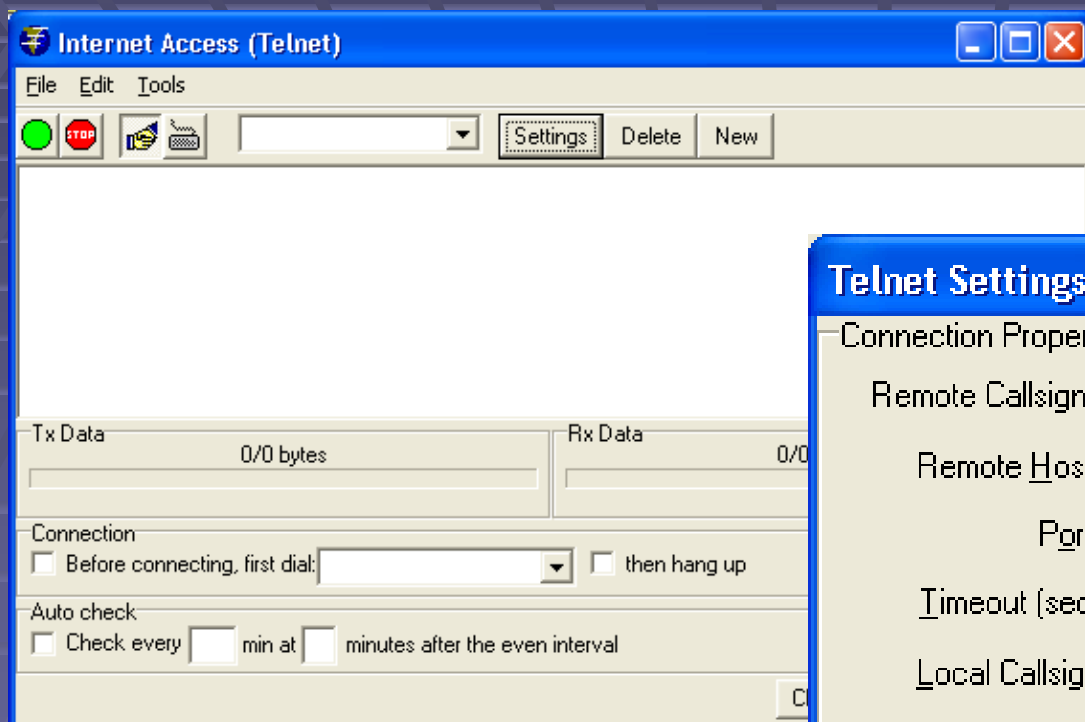 Internet Access (Telnet)
File Edit Tools
STOP Settings Delete New
Telnet Settings
Connection Proper
Remote Callsign
Remote Hos
Por
Timeout (sec
Local Callsig
Tx Data
0/0 bytes
Rx Data
0/0
Connection
Before connecting, first dial: then hang up
Auto check
Check every min at minutes after the even interval